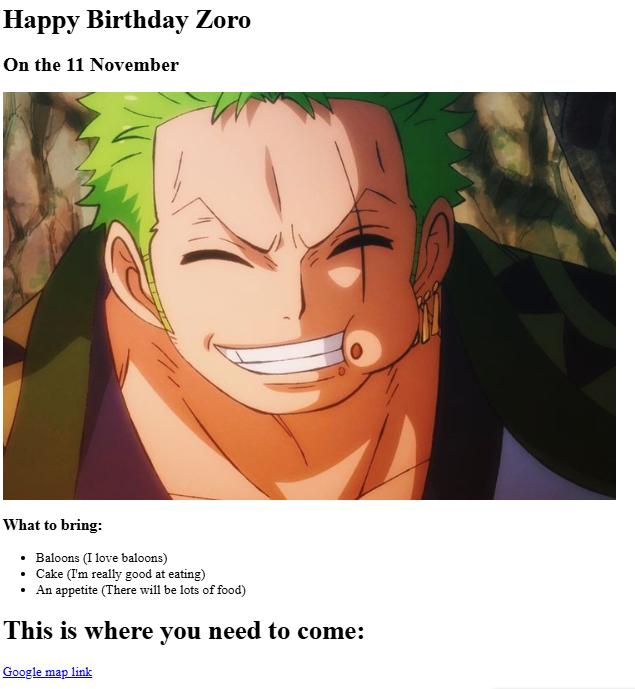 Happy Birthday Zoro
On the 11 November
What to bring:
Baloons (I love baloons)
Cake (I'm really good at eating)
An appetite (There will be lots of food)
This is where you need to come:
Google map link